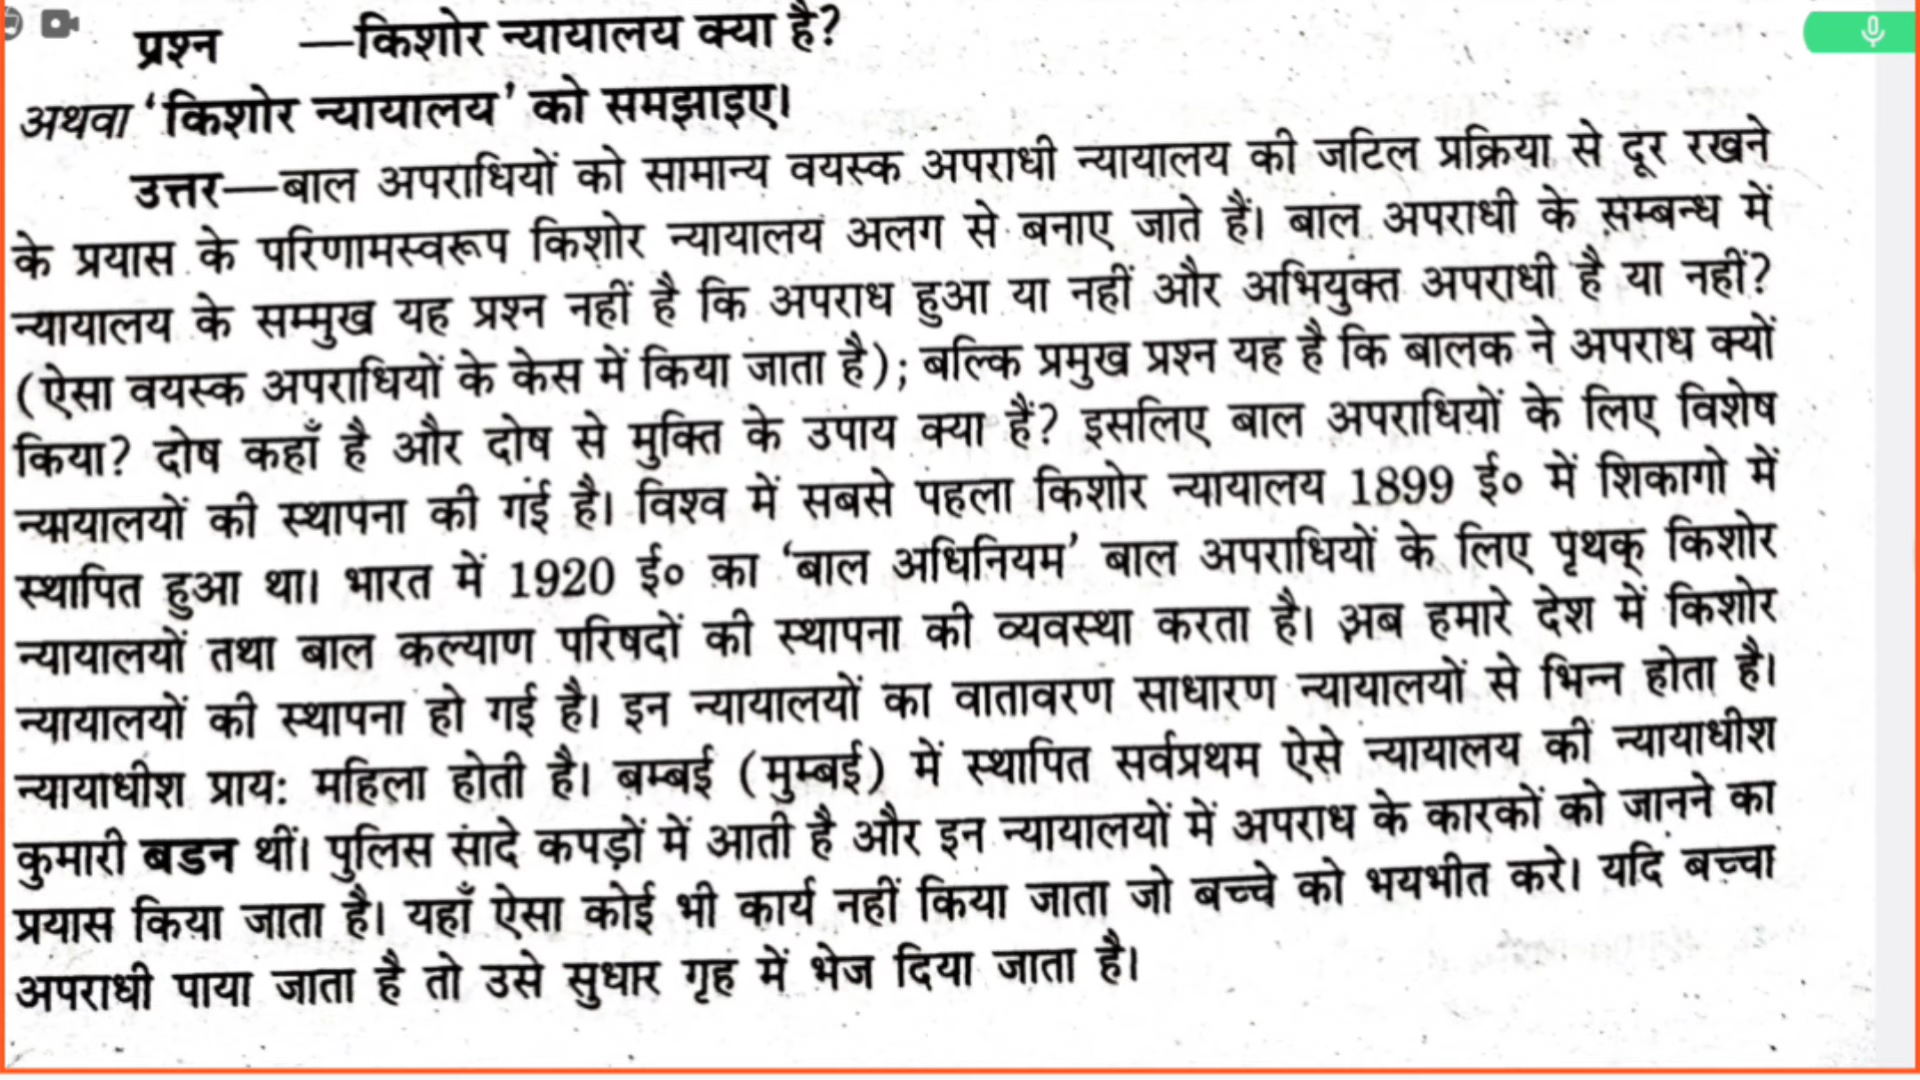 प्रश्न —किशोर न्यायालय क्या है?
अथवा 'किशोर न्यायालय' को समझाइए।
उत्तर—बाल अपराधियों को सामान्य वयस्क अपराधी न्यायालय की जटिल प्रक्रिया से दूर रखने
के प्रयास के परिणामस्वरूप किशोर न्यायालय अलग से बनाए जाते हैं। बाल अपराधी के सम्बन्ध में
न्यायालय के सम्मुख यह प्रश्न नहीं है कि अपराध हुआ या नहीं और अभियुक्त अपराधी है या नहीं?
(ऐसा वयस्क अपराधियों के केस में किया जाता है); बल्कि प्रमुख प्रश्न यह है कि बालक ने अपराध क्यों
किया? दोष कहाँ है और दोष से मुक्ति के उपाय क्या हैं? इसलिए बाल अपराधियों के लिए विशेष
न्यायालयों की स्थापना की गई है। विश्व में सबसे पहला किशोर न्यायालय 1899 ई० में शिकागो में
स्थापित हुआ था। भारत में 1920 ई० का 'बाल अधिनियम' बाल अपराधियों के लिए पृथक् किशोर
न्यायालयों तथा बाल कल्याण परिषदों की स्थापना की व्यवस्था करता है। अब हमारे देश में किशोर
न्यायालयों की स्थापना हो गई है। इन न्यायालयों का वातावरण साधारण न्यायालयों से भिन्न होता है।
न्यायाधीश प्राय: महिला होती है। बम्बई (मुम्बई) में स्थापित सर्वप्रथम ऐसे न्यायालय की न्यायाधीश
कुमारी बडन थीं। पुलिस सादे कपड़ों में आती है और इन न्यायालयों में अपराध के कारकों को जानने का
प्रयास किया जाता है। यहाँ ऐसा कोई भी कार्य नहीं किया जाता जो बच्चे को भयभीत करे। यदि बच्चा
अपराधी पाया जाता है तो उसे सुधार गृह में भेज दिया जाता है।